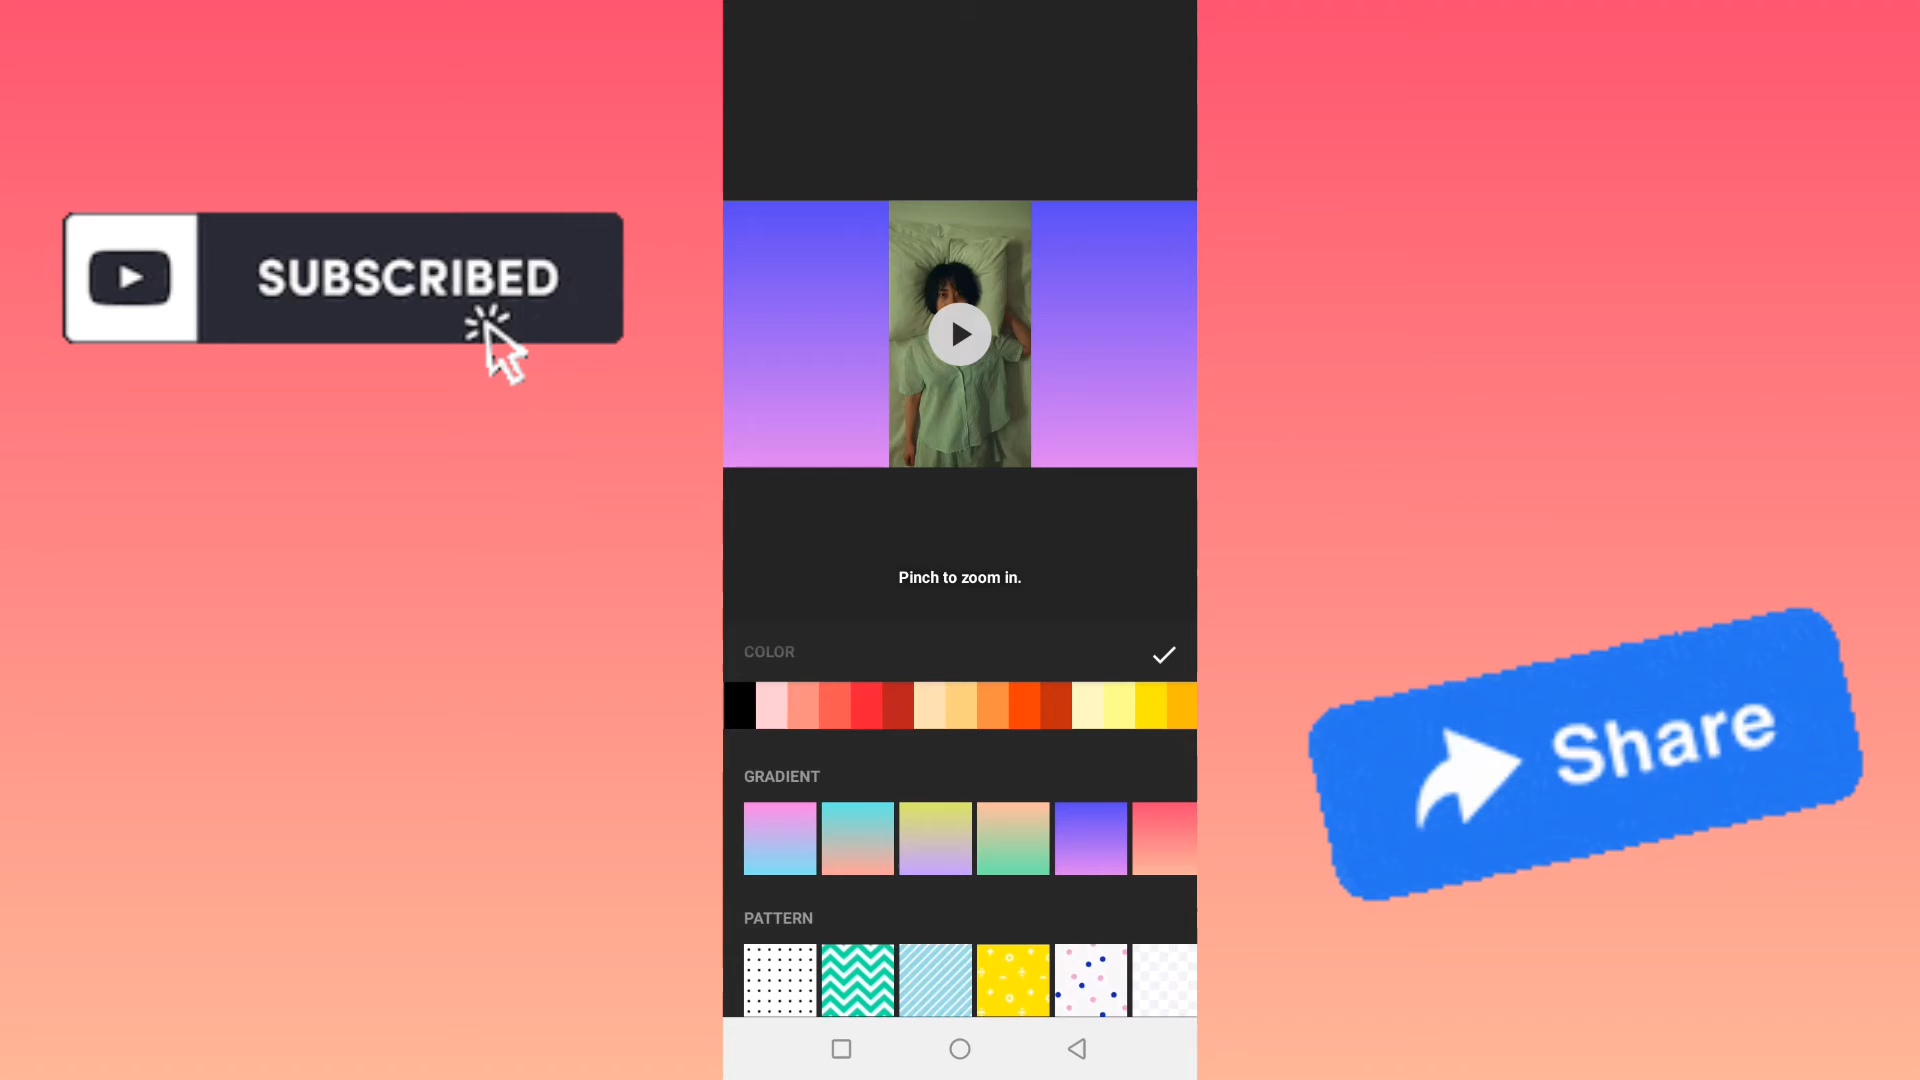 SUBSCRIBED
Pinch to zoom in.
COLOR
GRADIENT
PATTERN
Share